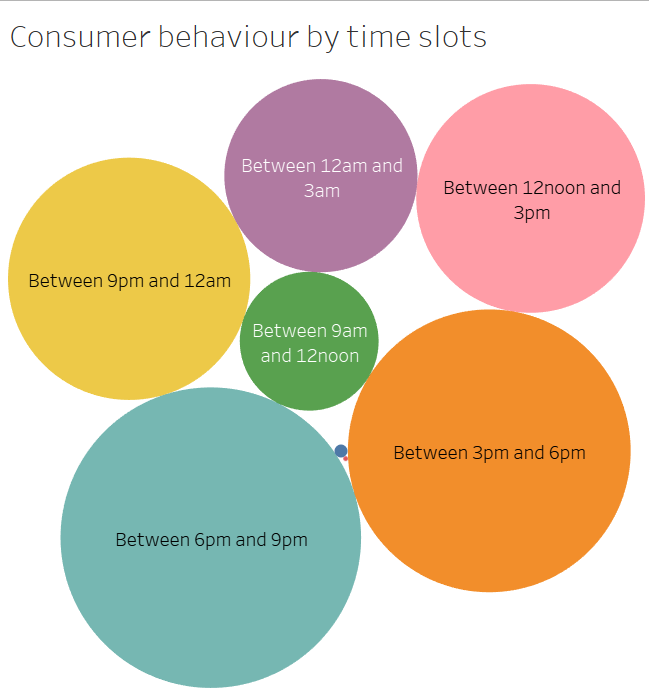 Consumer behaviour by time slots
Between 12am and
3am
Between 12noon and
3pm
Between 9pm and 12am
Between 9am
and 12noon
Between 3pm and 6pm
Between 6pm and 9pm